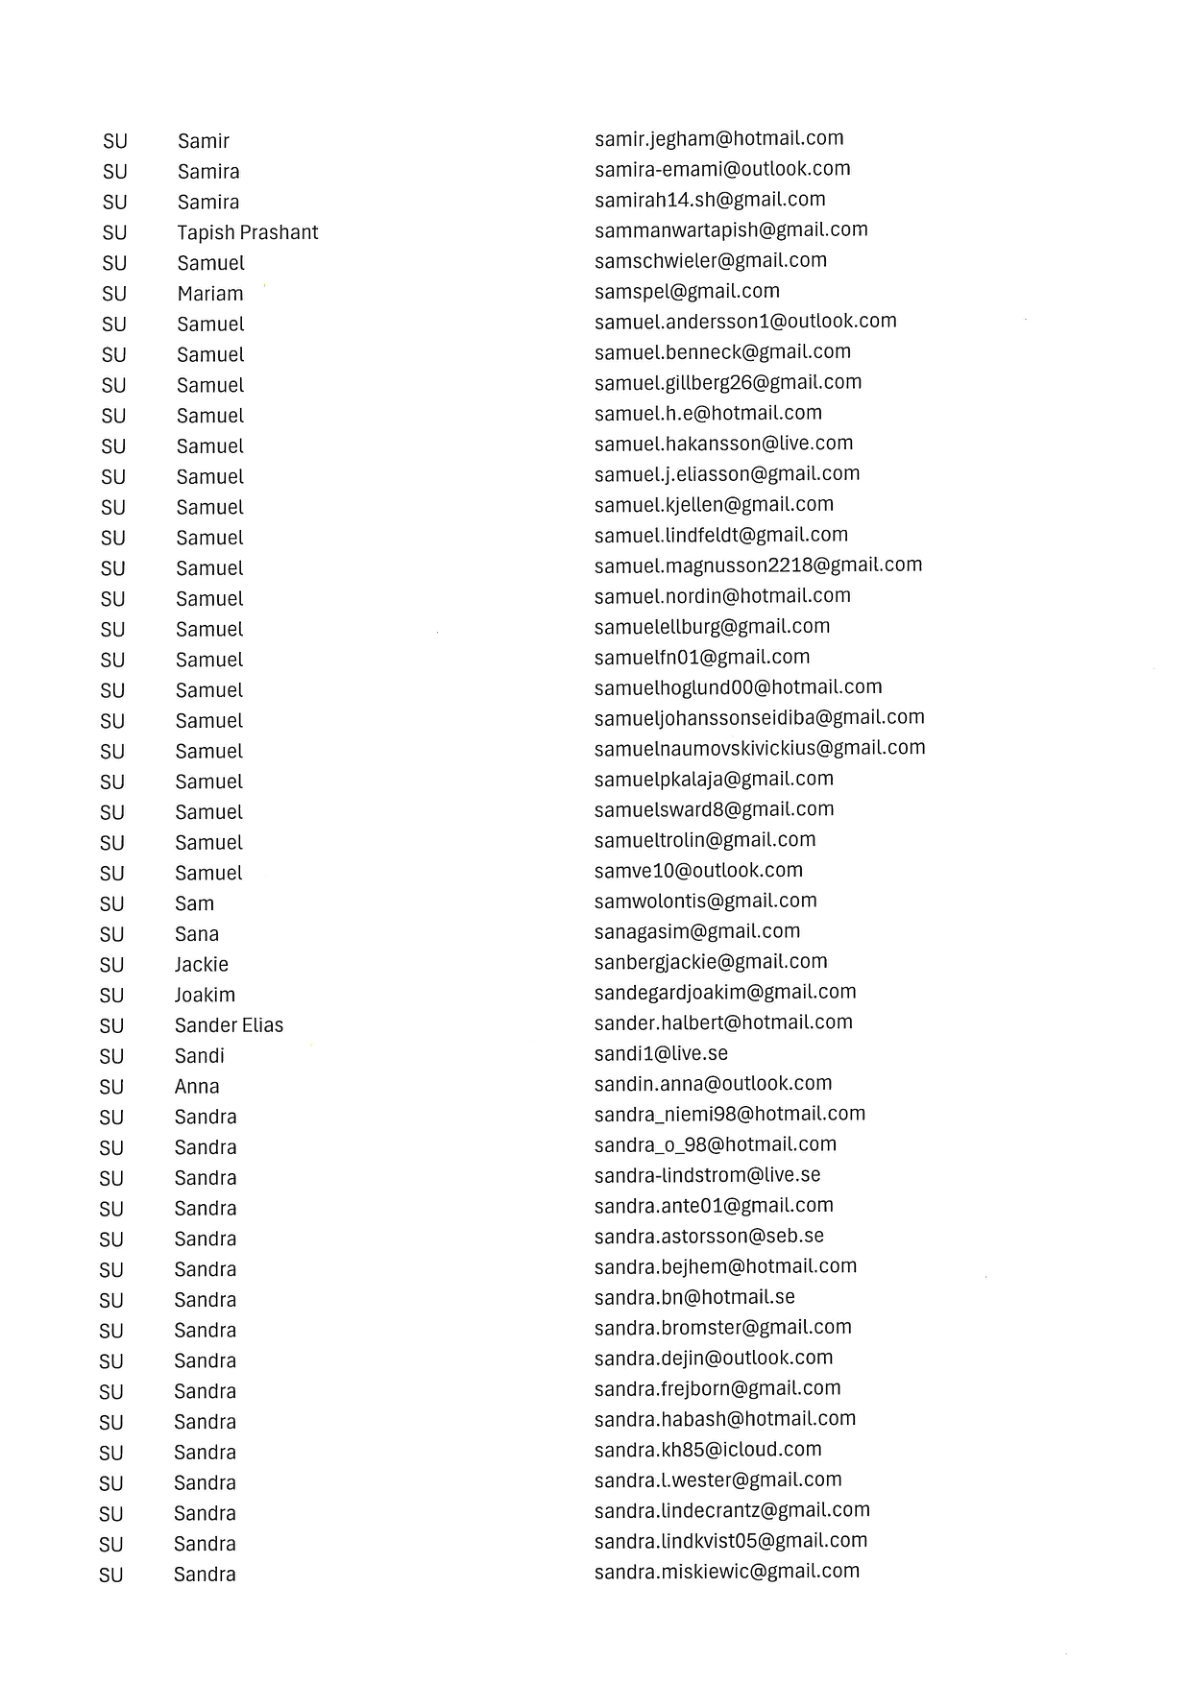 SU Samir samir.jegham@hotmail.com
SU Samira samira-emami@outlook.com
SU Samira samirah14.sh@gmail.com
SU Tapish Prashant sammanwartapish@gmail.com
SU Samuel samschwieler@gmail.com
SU Mariam samspel@gmail.com
SU Samuel samuel.andersson1@outlook.com
SU Samuel samuel.benneck@gmail.com
SU Samuel samuel.gillberg26@gmail.com
SU Samuel samuel.h.e@hotmail.com
SU Samuel samuel.hakansson@live.com
SU Samuel samuel.j.eliasson@gmail.com
SU Samuel samuel.kjellen@gmail.com
SU Samuel samuel.lindfeldt@gmail.com
SU Samuel samuel.magnusson2218@gmail.com
SU Samuel samuel.nordin@hotmail.com
SU Samuel samuelellburg@gmail.com
SU Samuel samuelfn01@gmail.com
SU Samuel samuelhoglund00@hotmail.com
SU Samuel samueljohanssonseidiba@gmail.com
SU Samuel samuelnaumovskivickius@gmail.com
SU Samuel samuelpkalaja@gmail.com
SU Samuel samuelsward8@gmail.com
SU Samuel samueltrolin@gmail.com
SU Samuel samve10@outlook.com
SU Sam samwolontis@gmail.com
SU Sana sanagasim@gmail.com
SU Jackie sanbergjackie@gmail.com
SU Joakim sandegardjoakim@gmail.com
SU Sander Elias sander.halbert@hotmail.com
SU Sandi sandi1@live.se
SU Anna sandin.anna@outlook.com
SU Sandra sandra_niemi98@hotmail.com
SU Sandra sandra_o_98@hotmail.com
SU Sandra sandra-lindstrom@live.se
SU Sandra sandra.ante01@gmail.com
SU Sandra sandra.astorsson@seb.se
SU Sandra sandra.bejhem@hotmail.com
SU Sandra sandra.bn@hotmail.se
SU Sandra sandra.bromster@gmail.com
SU Sandra sandra.dejin@outlook.com
SU Sandra sandra.frejborn@gmail.com
SU Sandra sandra.habash@hotmail.com
SU Sandra sandra.kh85@icloud.com
SU Sandra sandra.l.wester@gmail.com
SU Sandra sandra.lindecrantz@gmail.com
SU Sandra sandra.lindkvist05@gmail.com
SU Sandra sandra.miskiewic@gmail.com